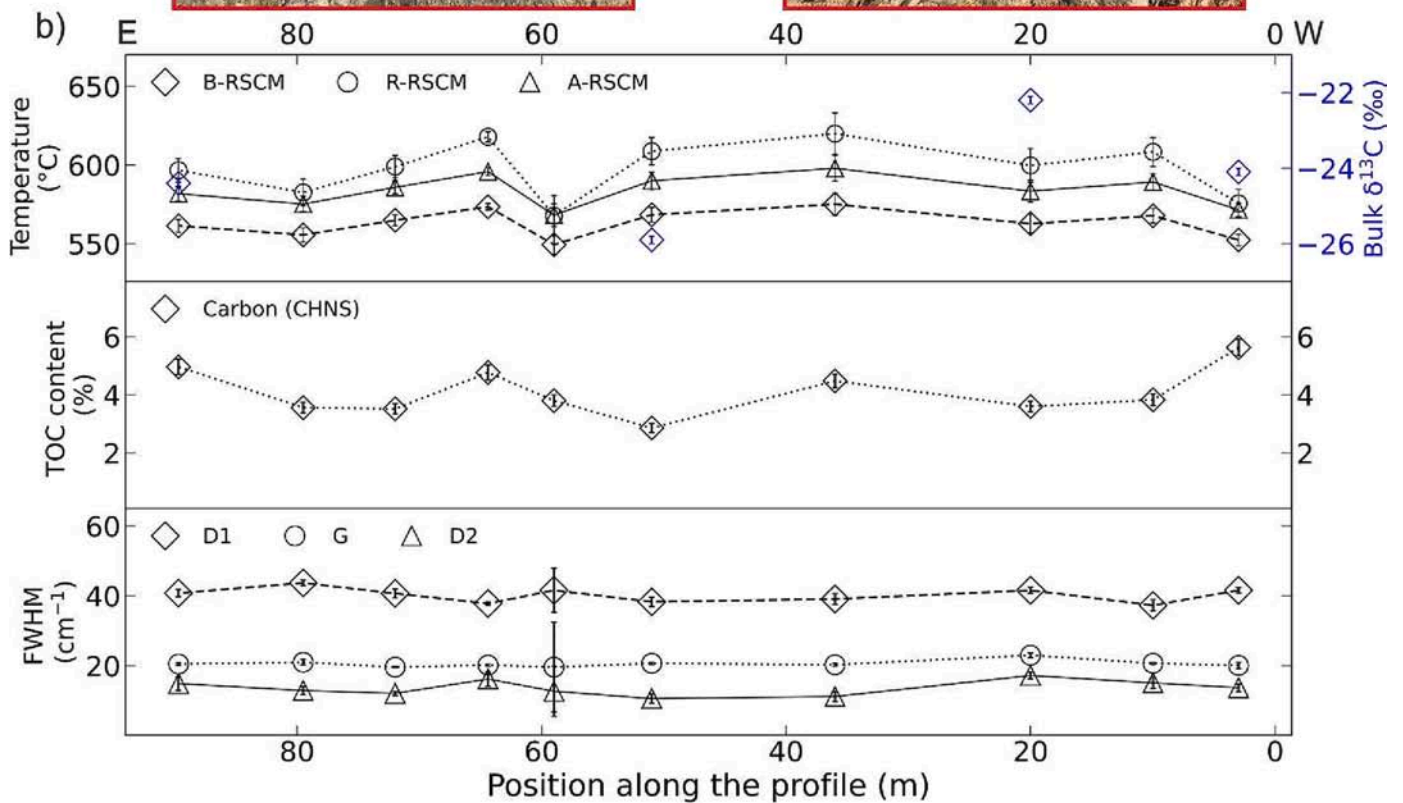 b) E 80 60 40 20 0 W
B-RSCM R-RSCM A-RSCM
Temperature
(°C)
650
600
550
−22
−24
−26
Bulk δ¹³C (‰)
Carbon (CHNS)
TOC content
(%)
6
4
2
6
4
2
D1 G D2
FWHM
(cm⁻¹)
60
40
20
80 60 40 20 0
Position along the profile (m)